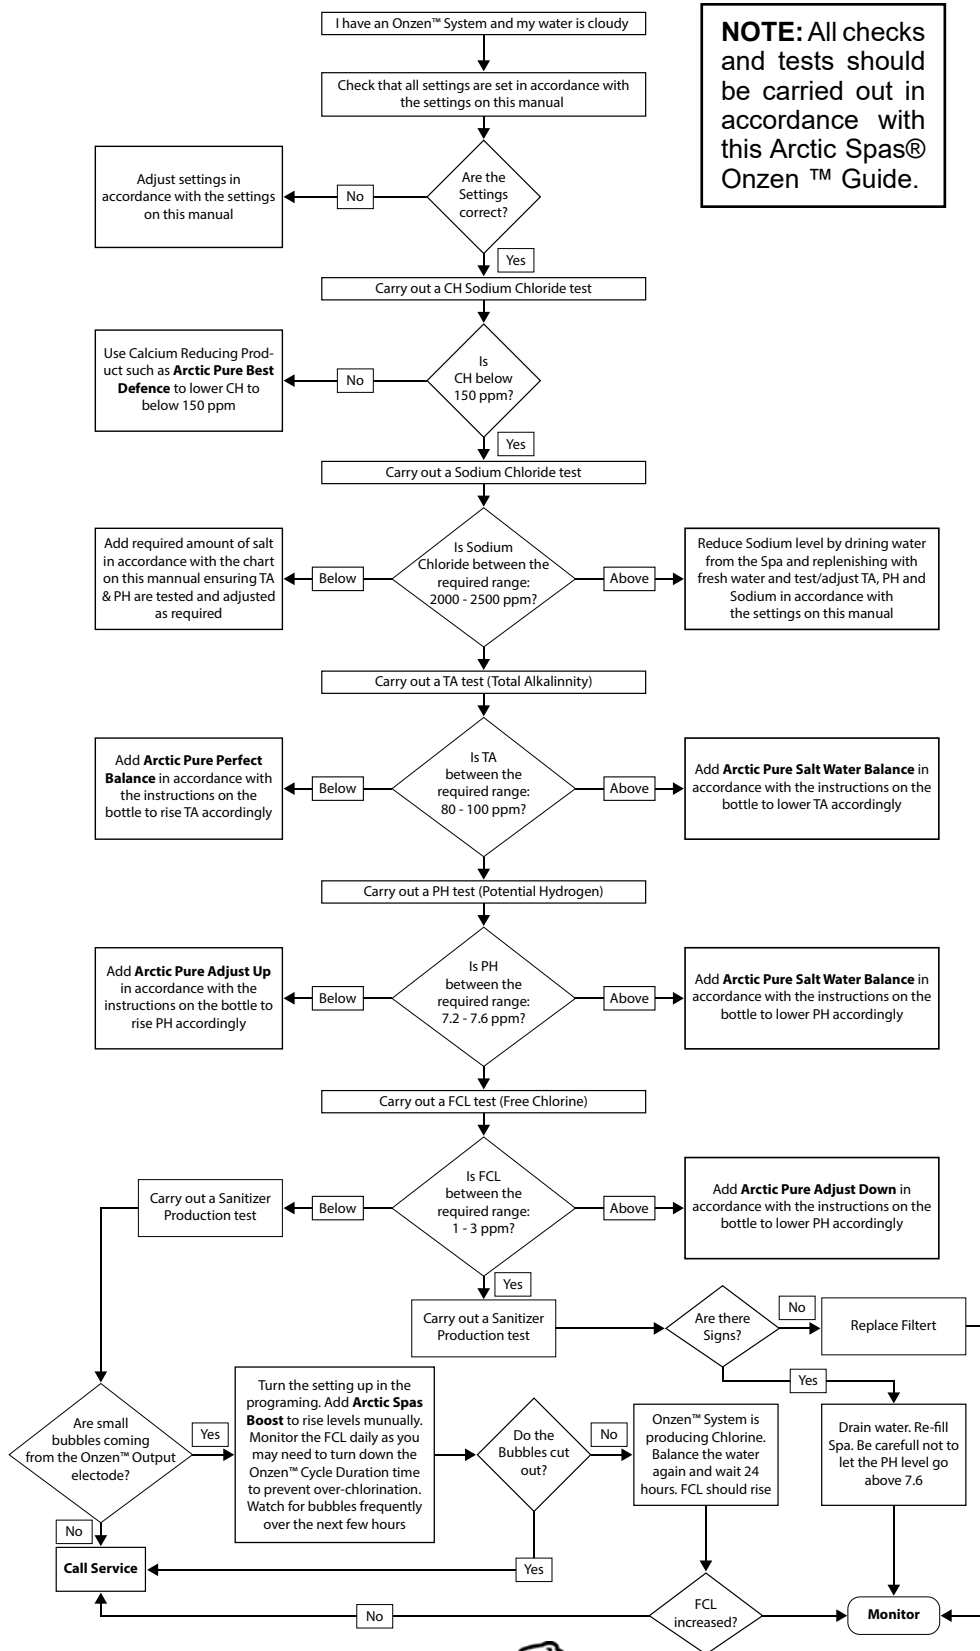 I have an Onzen™ System and my water is cloudy
NOTE: All checks
and tests should
be carried out in
accordance with
this Arctic Spas®
Onzen ™ Guide.
Check that all settings are set in accordance with
the settings on this manual
Are the
Settings
correct?
No
Adjust settings in
accordance with the settings
on this manual
Yes
Carry out a CH Sodium Chloride test
Is
CH below
150 ppm?
No
Use Calcium Reducing Prod-
uct such as Arctic Pure Best
Defence to lower CH to
below 150 ppm
Yes
Carry out a Sodium Chloride test
Is Sodium
Chloride between the
required range:
2000 - 2500 ppm?
Below
Add required amount of salt
in accordance with the chart
on this mannual ensuring TA
& PH are tested and adjusted
as required
Above
Reduce Sodium level by drining water
from the Spa and replenishing with
fresh water and test/adjust TA, PH and
Sodium in accordance with
the settings on this manual
Carry out a TA test (Total Alkalinnity)
Is TA
between the
required range:
80 - 100 ppm?
Below
Add Arctic Pure Perfect
Balance in accordance with
the instructions on the
bottle to rise TA accordingly
Above
Add Arctic Pure Salt Water Balance in
accordance with the instructions on the
bottle to lower TA accordingly
Carry out a PH test (Potential Hydrogen)
Is PH
between the
required range:
7.2 - 7.6 ppm?
Below
Add Arctic Pure Adjust Up
in accordance with the
instructions on the bottle to
rise PH accordingly
Above
Add Arctic Pure Salt Water Balance in
accordance with the instructions on the
bottle to lower PH accordingly
Carry out a FCL test (Free Chlorine)
Is FCL
between the
required range:
1 - 3 ppm?
Below
Carry out a Sanitizer
Production test
Above
Add Arctic Pure Adjust Down in
accordance with the instructions on the
bottle to lower PH accordingly
Yes
Carry out a Sanitizer
Production test
Are there
Signs?
No
Replace Filtert
Yes
Drain water. Re-fill
Spa. Be carefull not to
let the PH level go
above 7.6
Are small
bubbles coming
from the Onzen™ Output
electode?
Yes
Turn the setting up in the
programing. Add Arctic Spas
Boost to rise levels munually.
Monitor the FCL daily as you
may need to turn down the
Onzen™ Cycle Duration time
to prevent over-chlorination.
Watch for bubbles frequently
over the next few hours
Do the
Bubbles cut
out?
No
Onzen™ System is
producing Chlorine.
Balance the water
again and wait 24
hours. FCL should rise
No
Call Service
Yes
FCL
increased?
No
Monitor